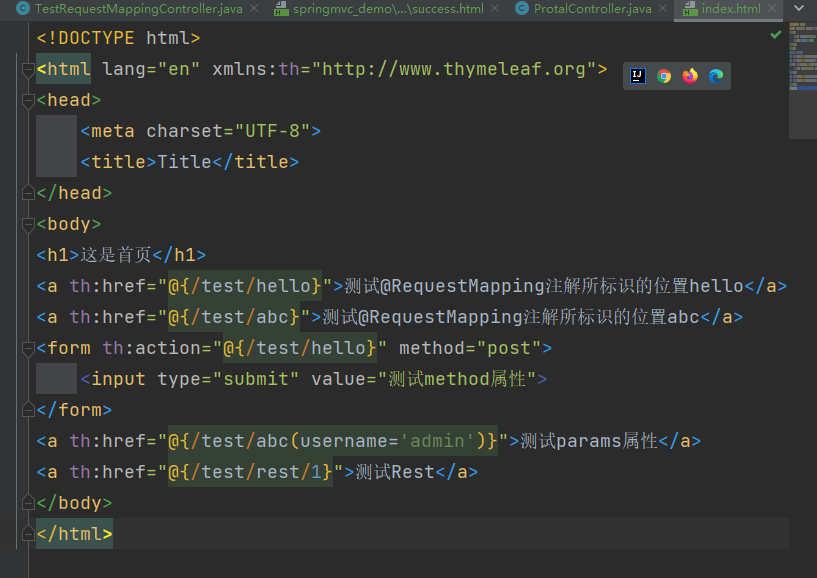 TestRequestMappingController.java springmvc_demo\...\success.html ProtalController.java index.html
<!DOCTYPE html>
<html lang="en" xmlns:th="http://www.thymeleaf.org">
<head>
<meta charset="UTF-8">
<title>Title</title>
</head>
<body>
<h1>这是首页</h1>
<a th:href="@{/test/hello}">测试@RequestMapping注解所标识的位置hello</a>
<a th:href="@{/test/abc}">测试@RequestMapping注解所标识的位置abc</a>
<form th:action="@{/test/hello}" method="post">
<input type="submit" value="测试method属性">
</form>
<a th:href="@{/test/abc(username='admin')}">测试params属性</a>
<a th:href="@{/test/rest/1}">测试Rest</a>
</body>
</html>